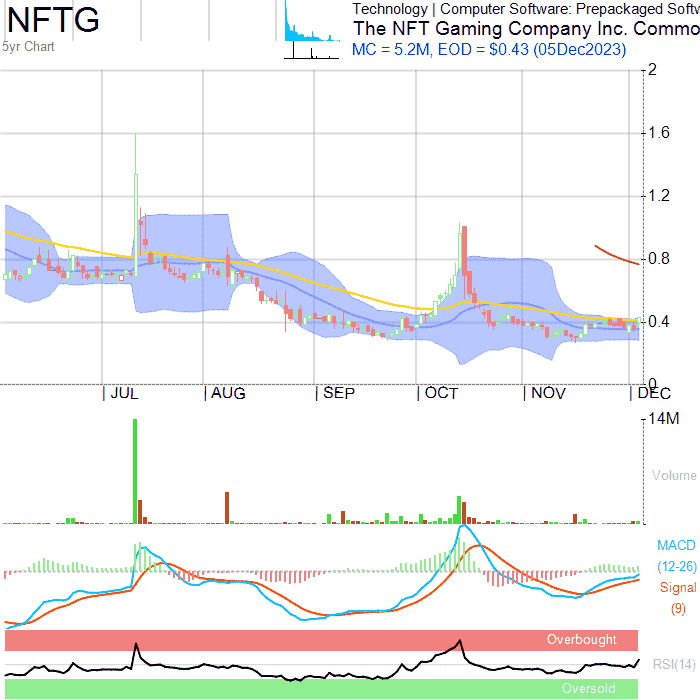 NFTG
5yr Chart
Technology | Computer Software: Prepackaged Softw
The NFT Gaming Company Inc. Commo
MC = 5.2M, EOD = $0.43 (05Dec2023)
2
1.6
1.2
0.8
0.4
0
JUL AUG SEP OCT NOV DEC
14M
Volume
MACD
(12-26)
Signal
(9)
Overbought
RSI(14)
Oversold